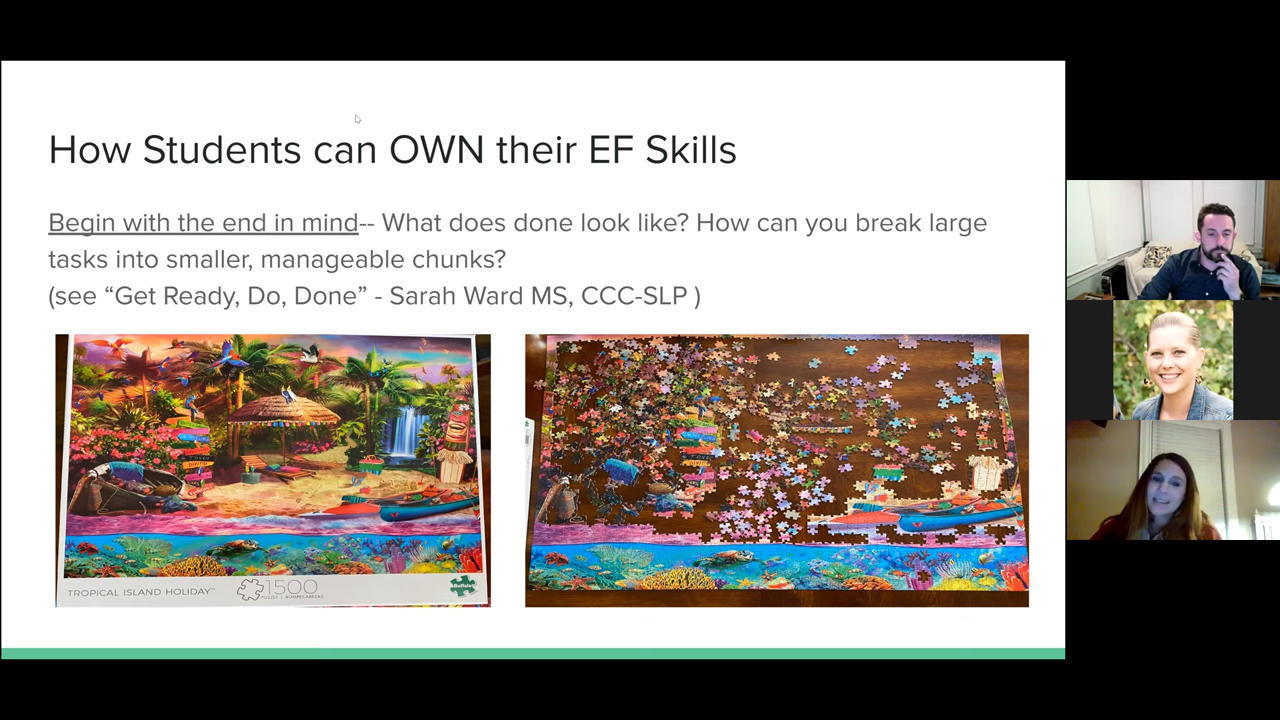 How Students can OWN their EF Skills
Begin with the end in mind-- What does done look like? How can you break large
tasks into smaller, manageable chunks?
(see “Get Ready, Do, Done” - Sarah Ward MS, CCC-SLP )
TROPICAL ISLAND HOLIDAY™
1500